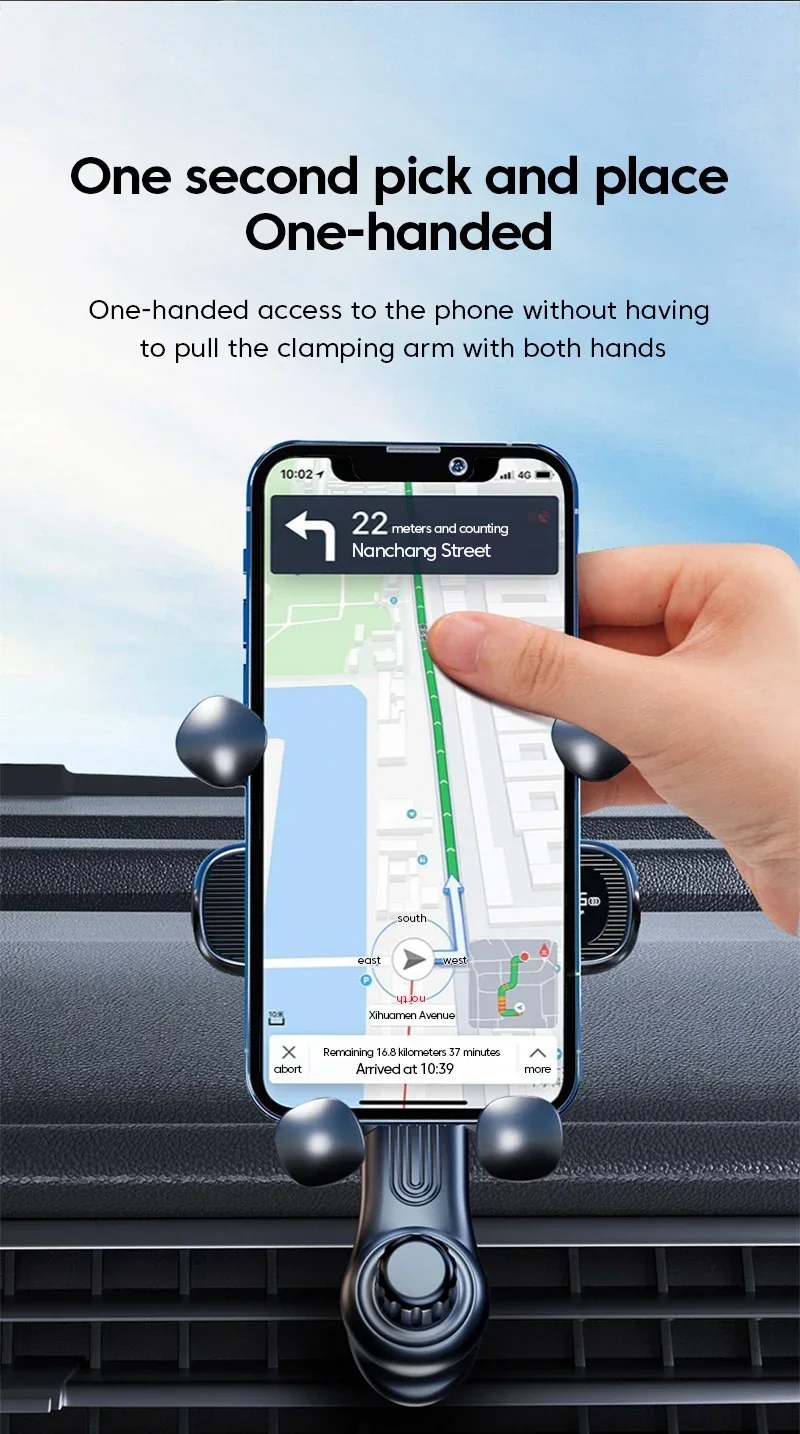 One second pick and place
One-handed
One-handed access to the phone without having
to pull the clamping arm with both hands
10:02
4G
22 meters and counting
Nanchang Street
south
east
west
north
Xihuamen Avenue
P
Remaining 16.8 kilometers 37 minutes
Arrived at 10:39
abort
more